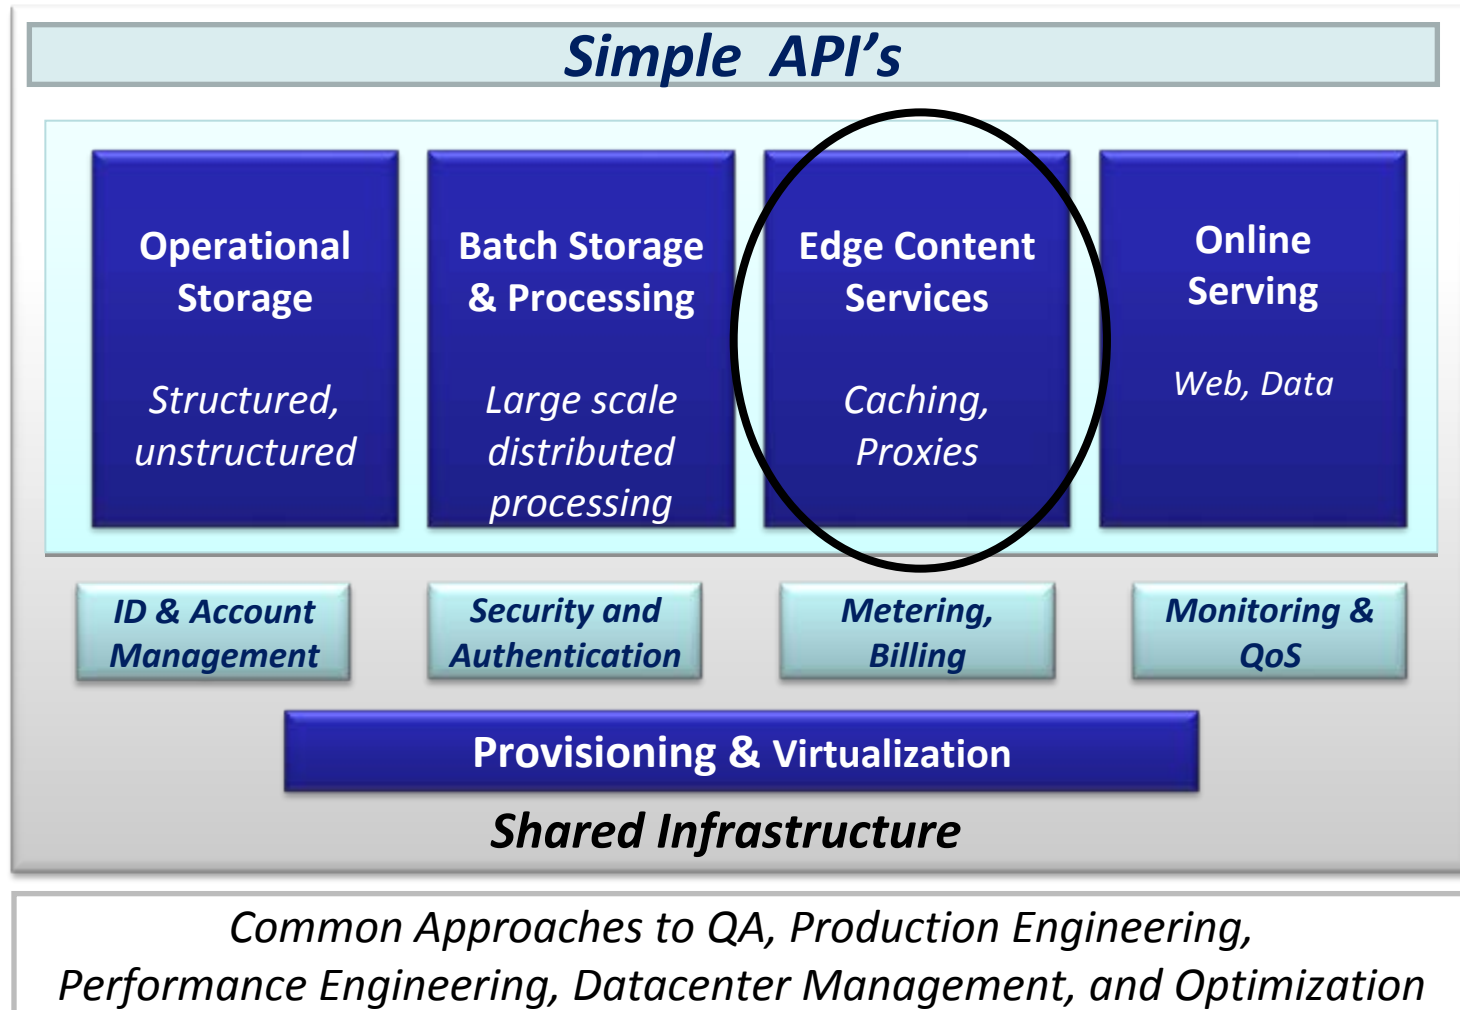 Simple API's
Operational
Storage
Structured,
unstructured
Batch Storage
& Processing
Large scale
distributed
processing
Edge Content
Services
Caching,
Proxies
Online
Serving
Web, Data
ID & Account
Management
Security and
Authentication
Metering,
Billing
Monitoring &
QoS
Provisioning & Virtualization
Shared Infrastructure
Common Approaches to QA, Production Engineering,
Performance Engineering, Datacenter Management, and Optimization